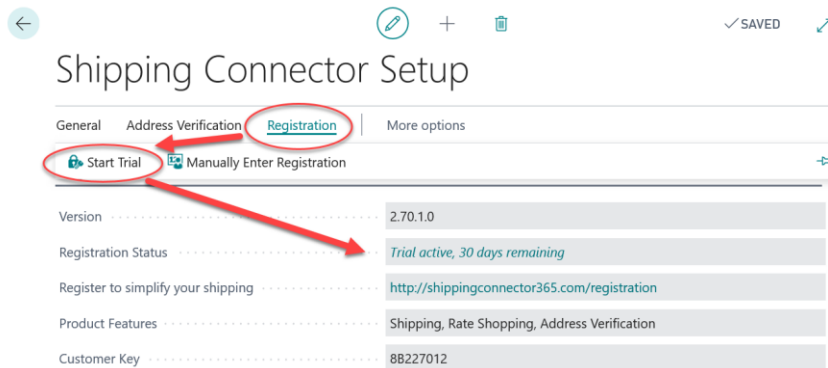 SAVED
Shipping Connector Setup
General Address Verification Registration More options
Start Trial Manually Enter Registration
Version 2.70.1.0
Registration Status Trial active, 30 days remaining
Register to simplify your shipping http://shippingconnector365.com/registration
Product Features Shipping, Rate Shopping, Address Verification
Customer Key 8B227012